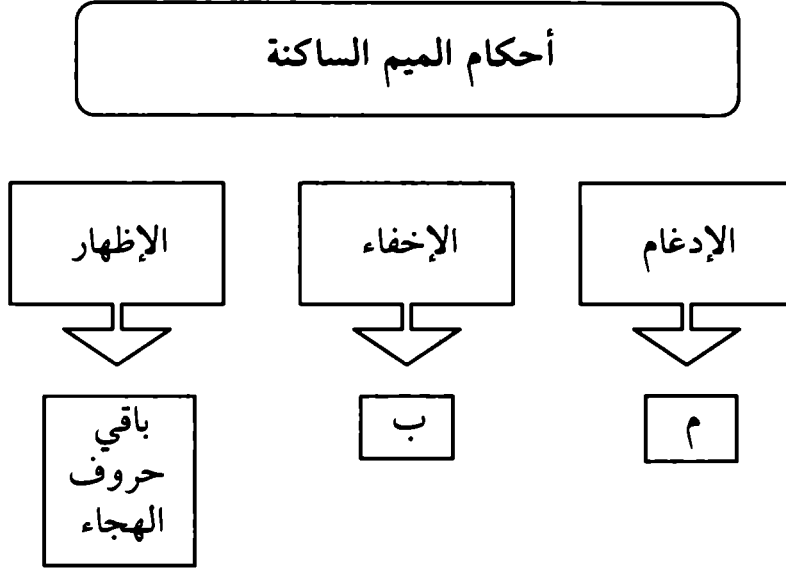 أحكام الميم الساكنة
الإدغام
الإخفاء
الإظهار
م
ب
باقي
حروف
الهجاء